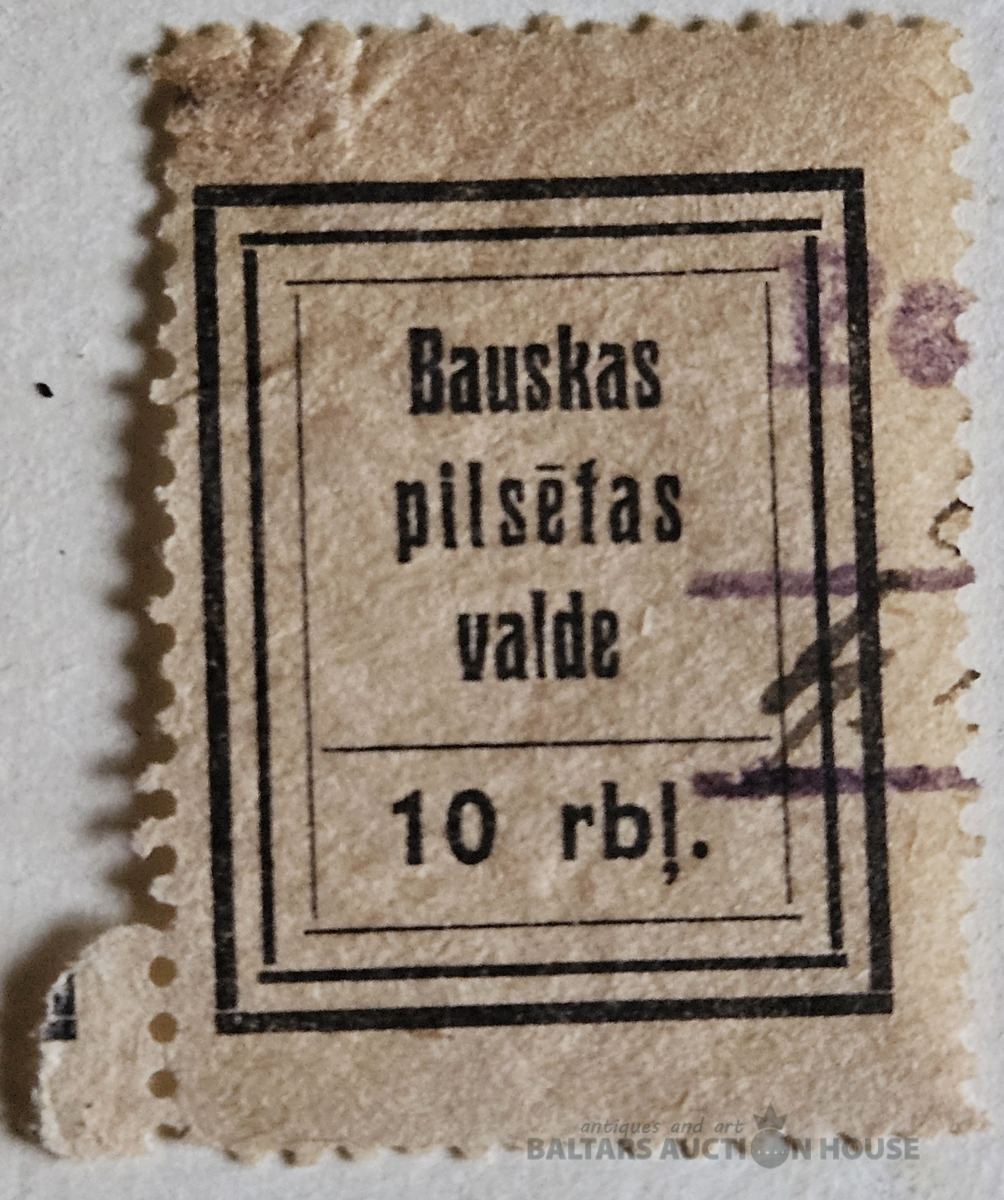 Bauskas
pilsētas
valde
10 rbļ.
antiques and art
BALTARS AUCTION HOUSE